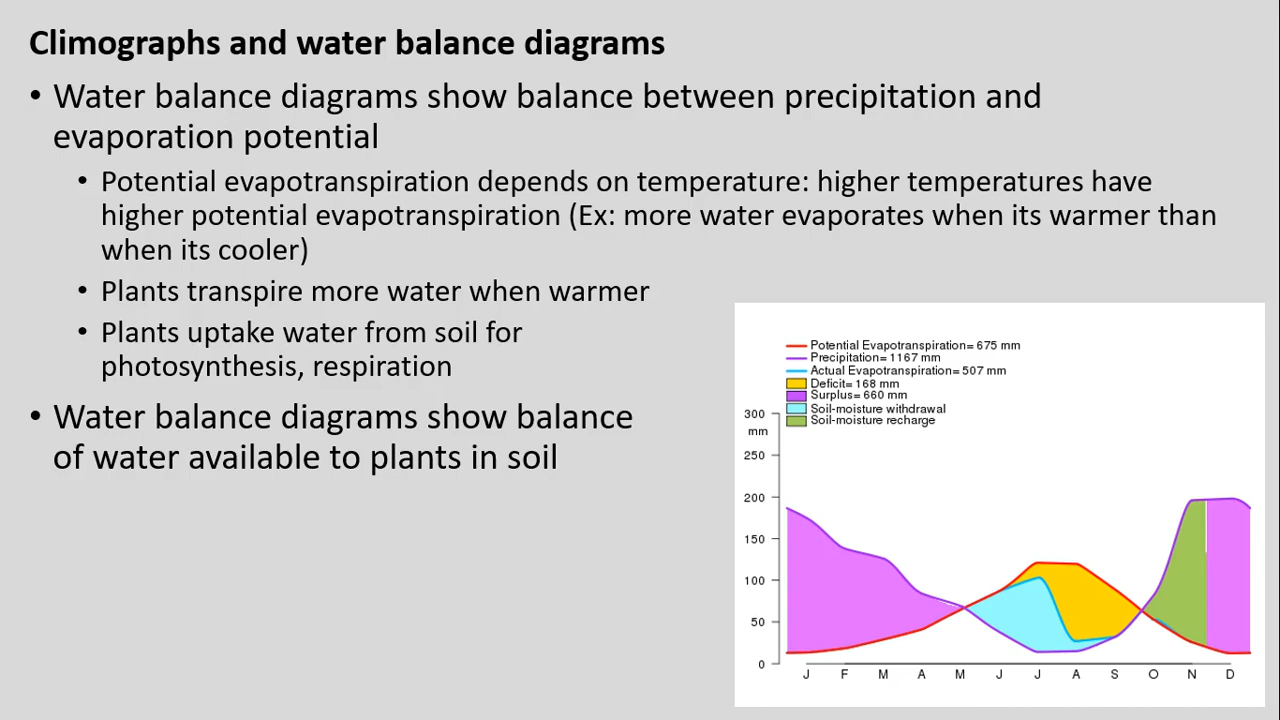 Climographs and water balance diagrams
• Water balance diagrams show balance between precipitation and
evaporation potential
• Potential evapotranspiration depends on temperature: higher temperatures have
higher potential evapotranspiration (Ex: more water evaporates when its warmer than
when its cooler)
• Plants transpire more water when warmer
• Plants uptake water from soil for
photosynthesis, respiration
• Water balance diagrams show balance
of water available to plants in soil
Potential Evapotranspiration= 675 mm
Precipitation= 1167 mm
Actual Evapotranspiration= 507 mm
Deficit= 168 mm
Surplus= 660 mm
Soil-moisture withdrawal
Soil-moisture recharge
300
mm
250
200
150
100
50
0
J F M A M J J A S O N D